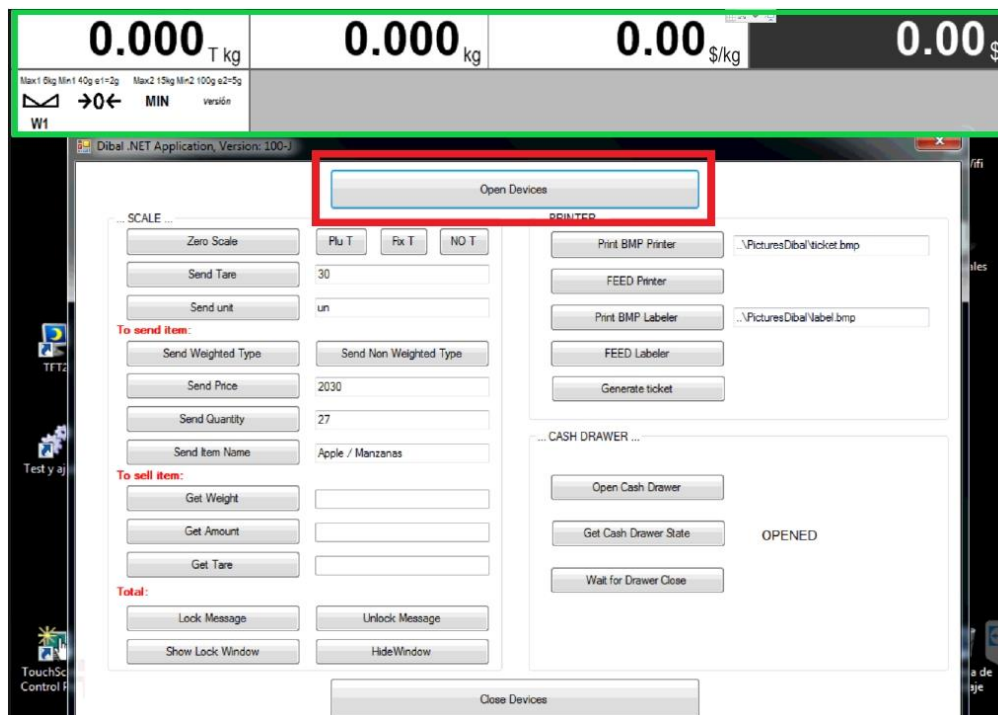 0.000 T kg 0.000 kg 0.00 $/kg 0.00 $
Max1 6kg Min1 40g e1=2g Max2 15kg Min2 100g e2=5g
→0← MIN versión
W1
Dibal .NET Application, Version: 100-J
Open Devices
... SCALE ...
Zero Scale Plu T Fix T NO T
Send Tare 30
Send unit un
To send item:
Send Weighted Type Send Non Weighted Type
Send Price 2030
Send Quantity 27
Send Item Name Apple / Manzanas
To sell item:
Get Weight
Get Amount
Get Tare
Total:
Lock Message Unlock Message
Show Lock Window HideWindow
PRINTER
Print BMP Printer ..\PicturesDibal\ticket.bmp
FEED Printer
Print BMP Labeler ..\PicturesDibal\label.bmp
FEED Labeler
Generate ticket
... CASH DRAWER ...
Open Cash Drawer
Get Cash Drawer State OPENED
Wait for Drawer Close
Close Devices
TFT2
Test y aj
TouchSc
Control P
a de
aje